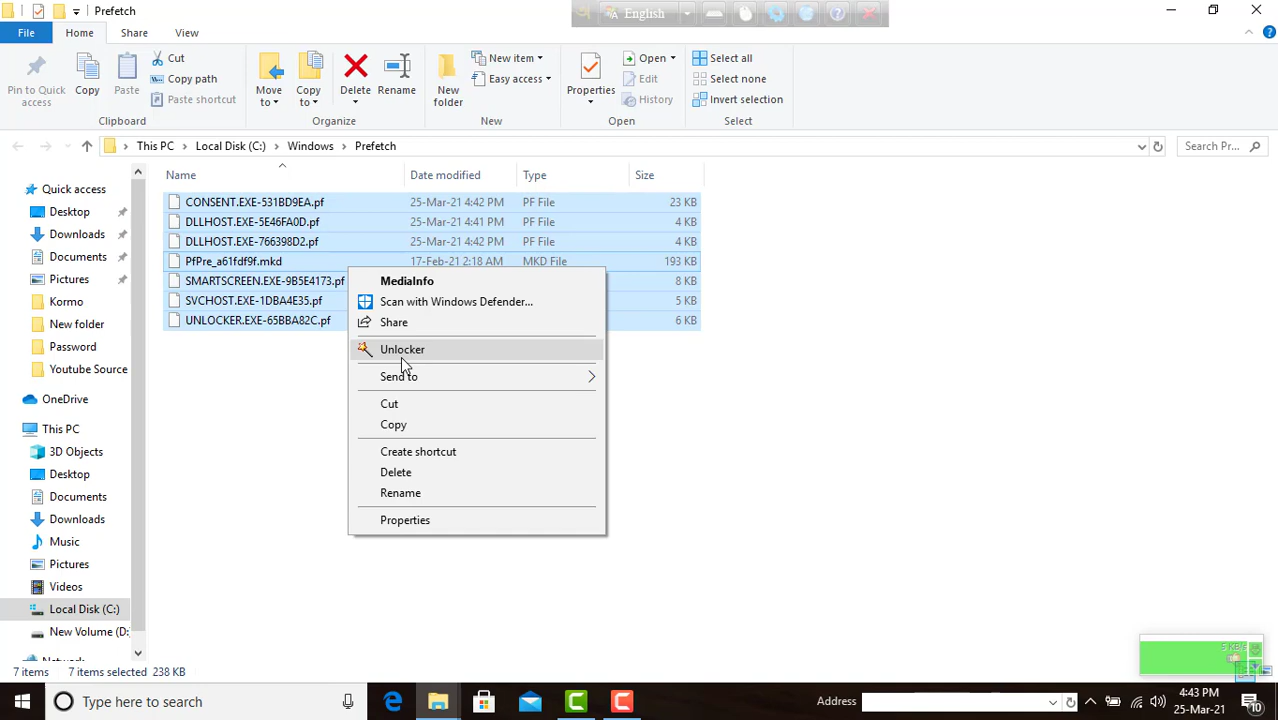 Prefetch
English
File
Home
Share
View
Pin to Quick access
Copy
Paste
Cut
Copy path
Paste shortcut
Clipboard
Move to
Copy to
Delete
Rename
Organize
New folder
New item
Easy access
New
Properties
Open
Edit
History
Open
Select all
Select none
Invert selection
Select
This PC
Local Disk (C:)
Windows
Prefetch
Search Pr...
Name
Date modified
Type
Size
CONSENT.EXE-531BD9EA.pf 25-Mar-21 4:42 PM PF File 23 KB
DLLHOST.EXE-5E46FA0D.pf 25-Mar-21 4:41 PM PF File 4 KB
DLLHOST.EXE-766398D2.pf 25-Mar-21 4:42 PM PF File 4 KB
PfPre_a61fdf9f.mkd 17-Feb-21 2:18 AM MKD File 193 KB
SMARTSCREEN.EXE-9B5E4173.pf 8 KB
SVCHOST.EXE-1DBA4E35.pf 5 KB
UNLOCKER.EXE-65BBA82C.pf 6 KB
MediaInfo
Scan with Windows Defender...
Share
Unlocker
Send to
Cut
Copy
Create shortcut
Delete
Rename
Properties
Quick access
Desktop
Downloads
Documents
Pictures
Kormo
New folder
Password
Youtube Source
OneDrive
This PC
3D Objects
Desktop
Documents
Downloads
Music
Pictures
Videos
Local Disk (C:)
New Volume (D:
Network
7 items
7 items selected 238 KB
5 KB/s
Type here to search
Address
4:43 PM
25-Mar-21
10